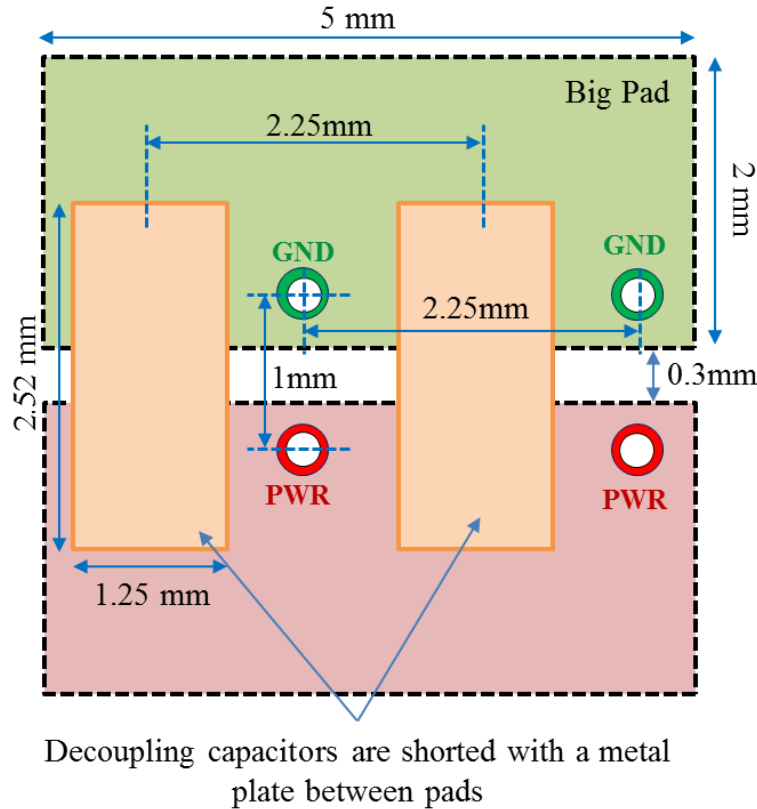 5 mm
Big Pad
2.25mm
2 mm
GND
GND
2.25mm
2.52 mm
1mm
0.3mm
PWR
PWR
1.25 mm
Decoupling capacitors are shorted with a metal
plate between pads